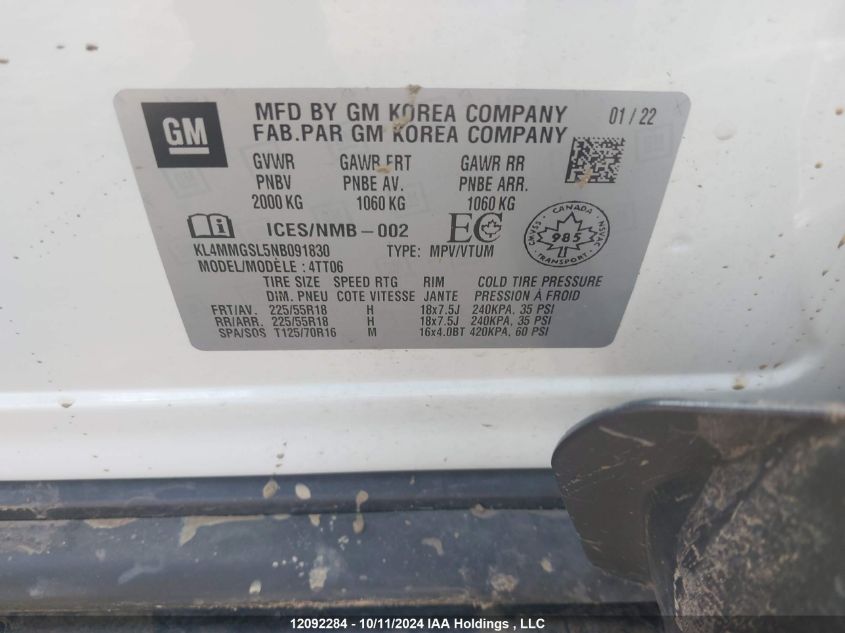 GM
MFD BY GM KOREA COMPANY 01 / 22
FAB.PAR GM KOREA COMPANY
GVWR GAWR FRT GAWR RR
PNBV PNBE AV. PNBE ARR.
2000 KG 1060 KG 1060 KG
ICES/NMB-002 EC
CANADA
985
NSVAC
TRANSPORT
KL4MMGSL5NB091830 TYPE: MPV/VTUM
MODEL/MODÈLE : 4TT06
TIRE SIZE SPEED RTG RIM COLD TIRE PRESSURE
DIM. PNEU COTE VITESSE JANTE PRESSION À FROID
FRT/AV. 225/55R18 H 18x7.5J 240KPA, 35 PSI
RR/ARR. 225/55R18 H 18x7.5J 240KPA, 35 PSI
SPA/SOS T125/70R16 M 16x4.0BT 420KPA, 60 PSI
12092284 - 10/11/2024 IAA Holdings , LLC